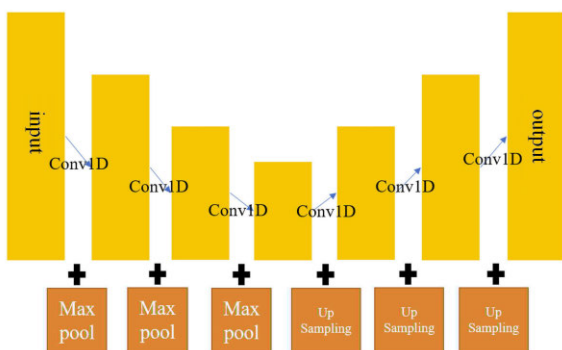 input
Conv1D
Conv1D
Conv1D
Conv1D
Conv1D
Conv1D
output
Max
pool
Max
pool
Max
pool
Up
Sampling
Up
Sampling
Up
Sampling